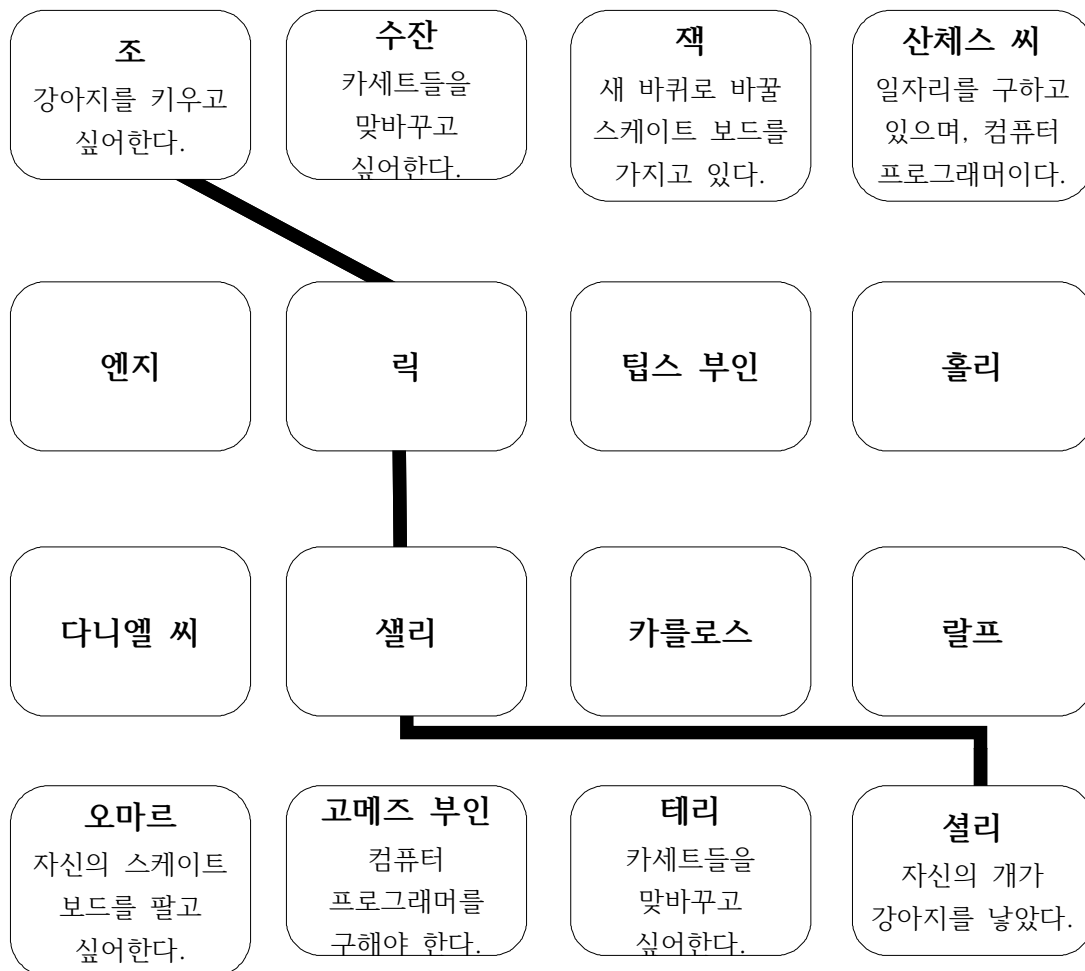 조
강아지를 키우고
싶어한다.
수잔
카세트들을
맞바꾸고
싶어한다.
잭
새 바퀴로 바꿀
스케이트 보드를
가지고 있다.
산체스 씨
일자리를 구하고
있으며, 컴퓨터
프로그래머이다.
엔지
릭
팁스 부인
홀리
다니엘 씨
샐리
카를로스
랄프
오마르
자신의 스케이트
보드를 팔고
싶어한다.
고메즈 부인
컴퓨터
프로그래머를
구해야 한다.
테리
카세트들을
맞바꾸고
싶어한다.
셜리
자신의 개가
강아지를 낳았다.